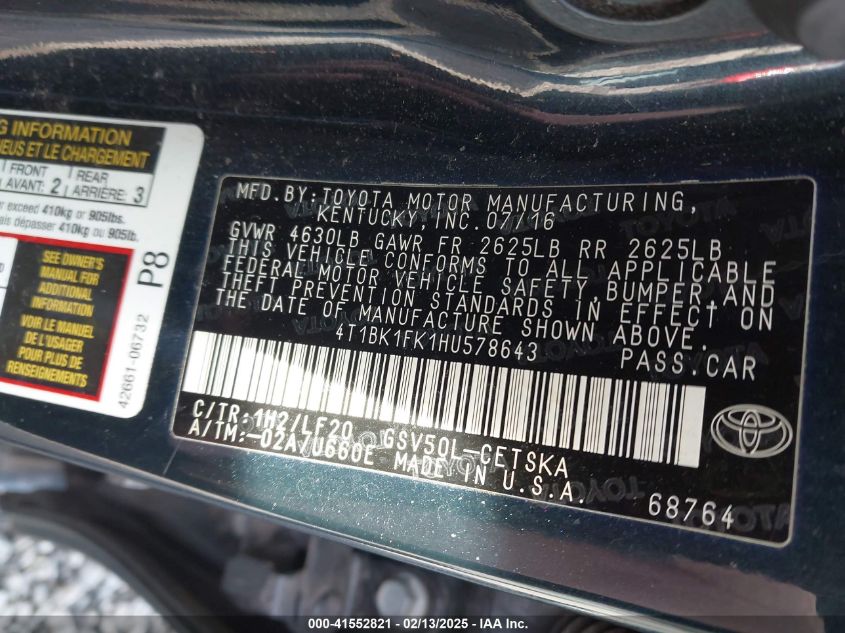 G INFORMATION
NEUS ET LE CHARGEMENT
FRONT
AVANT: 2
REAR
ARRIÈRE: 3
exceed 410kg or 905lbs.
dépasser 410kg ou 905lb.
SEE OWNER'S
MANUAL FOR
ADDITIONAL
INFORMATION
VOIR LE MANUEL
DE L'USAGER
POUR PLUS DE
RENSEIGNEMENTS
P8
42661-06732
MFD.BY:TOYOTA MOTOR MANUFACTURING,
KENTUCKY, INC. 07/16
GVWR 4630LB GAWR FR 2625LB RR 2625LB
THIS VEHICLE CONFORMS TO ALL APPLICABLE
FEDERAL MOTOR VEHICLE SAFETY, BUMPER, AND
THEFT PREVENTION STANDARDS IN EFFECT ON
THE DATE OF MANUFACTURE SHOWN ABOVE.
4T1BK1FK1HU578643 PASS.CAR
C/TR:1H2/LF20 GSV50L-CETSKA
A/TM:-02A/U660E MADE IN U.S.A.
68764
000-41552821 - 02/13/2025 - IAAI.COM